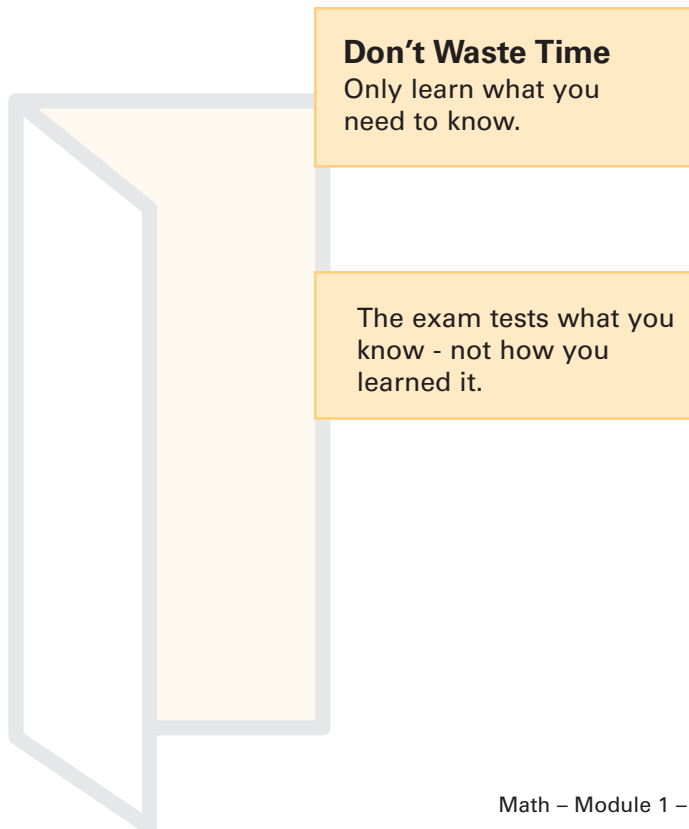 Don’t Waste Time
Only learn what you
need to know.
The exam tests what you
know - not how you
learned it.
Math – Module 1 –